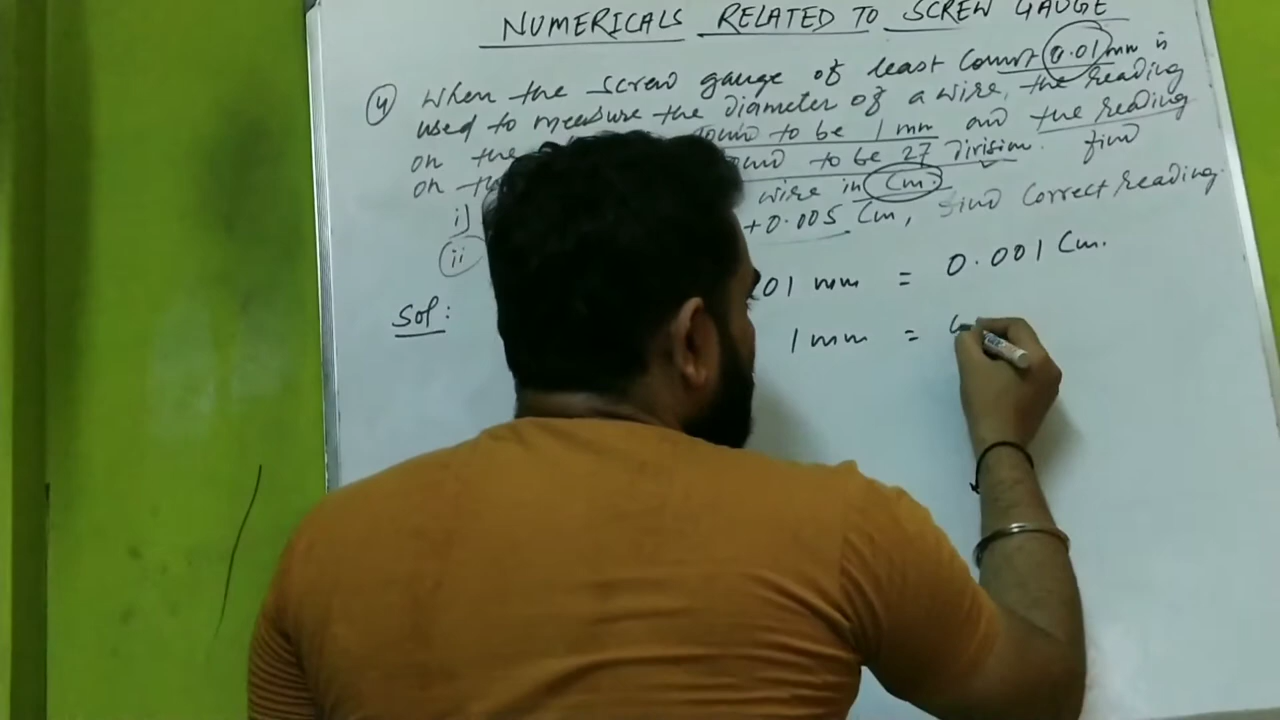 NUMERICALS RELATED TO SCREW GAUGE
4) When the screw gauge of least Count 0.01 mm is
used to measure the diameter of a wire, the reading
on the found to be 1 mm and the reading
on to be 27 division. find
i) wire in Cm.
ii +0.005 Cm, find Correct reading.
Sol: 01 mm = 0.001 Cm.
1 mm =